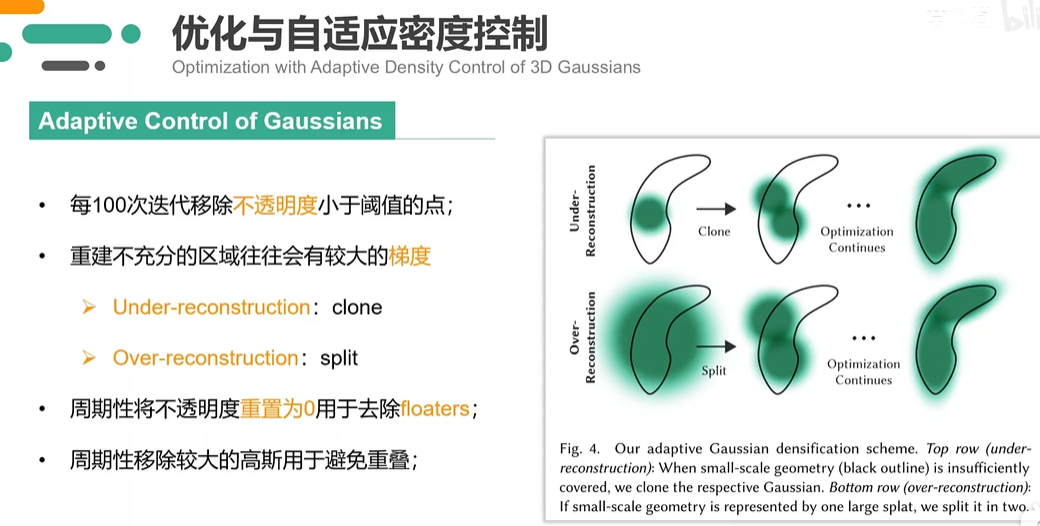 优化与自适应密度控制
Optimization with Adaptive Density Control of 3D Gaussians
Adaptive Control of Gaussians
• 每100次迭代移除不透明度小于阈值的点；
• 重建不充分的区域往往会有较大的梯度
➢ Under-reconstruction：clone
➢ Over-reconstruction：split
• 周期性将不透明度重置为0用于去除floaters；
• 周期性移除较大的高斯用于避免重叠；
Under-
Reconstruction
Clone
...
Optimization
Continues
Over-
Reconstruction
Split
...
Optimization
Continues
Fig. 4. Our adaptive Gaussian densification scheme. Top row (under-
reconstruction): When small-scale geometry (black outline) is insufficiently
covered, we clone the respective Gaussian. Bottom row (over-reconstruction):
If small-scale geometry is represented by one large splat, we split it in two.